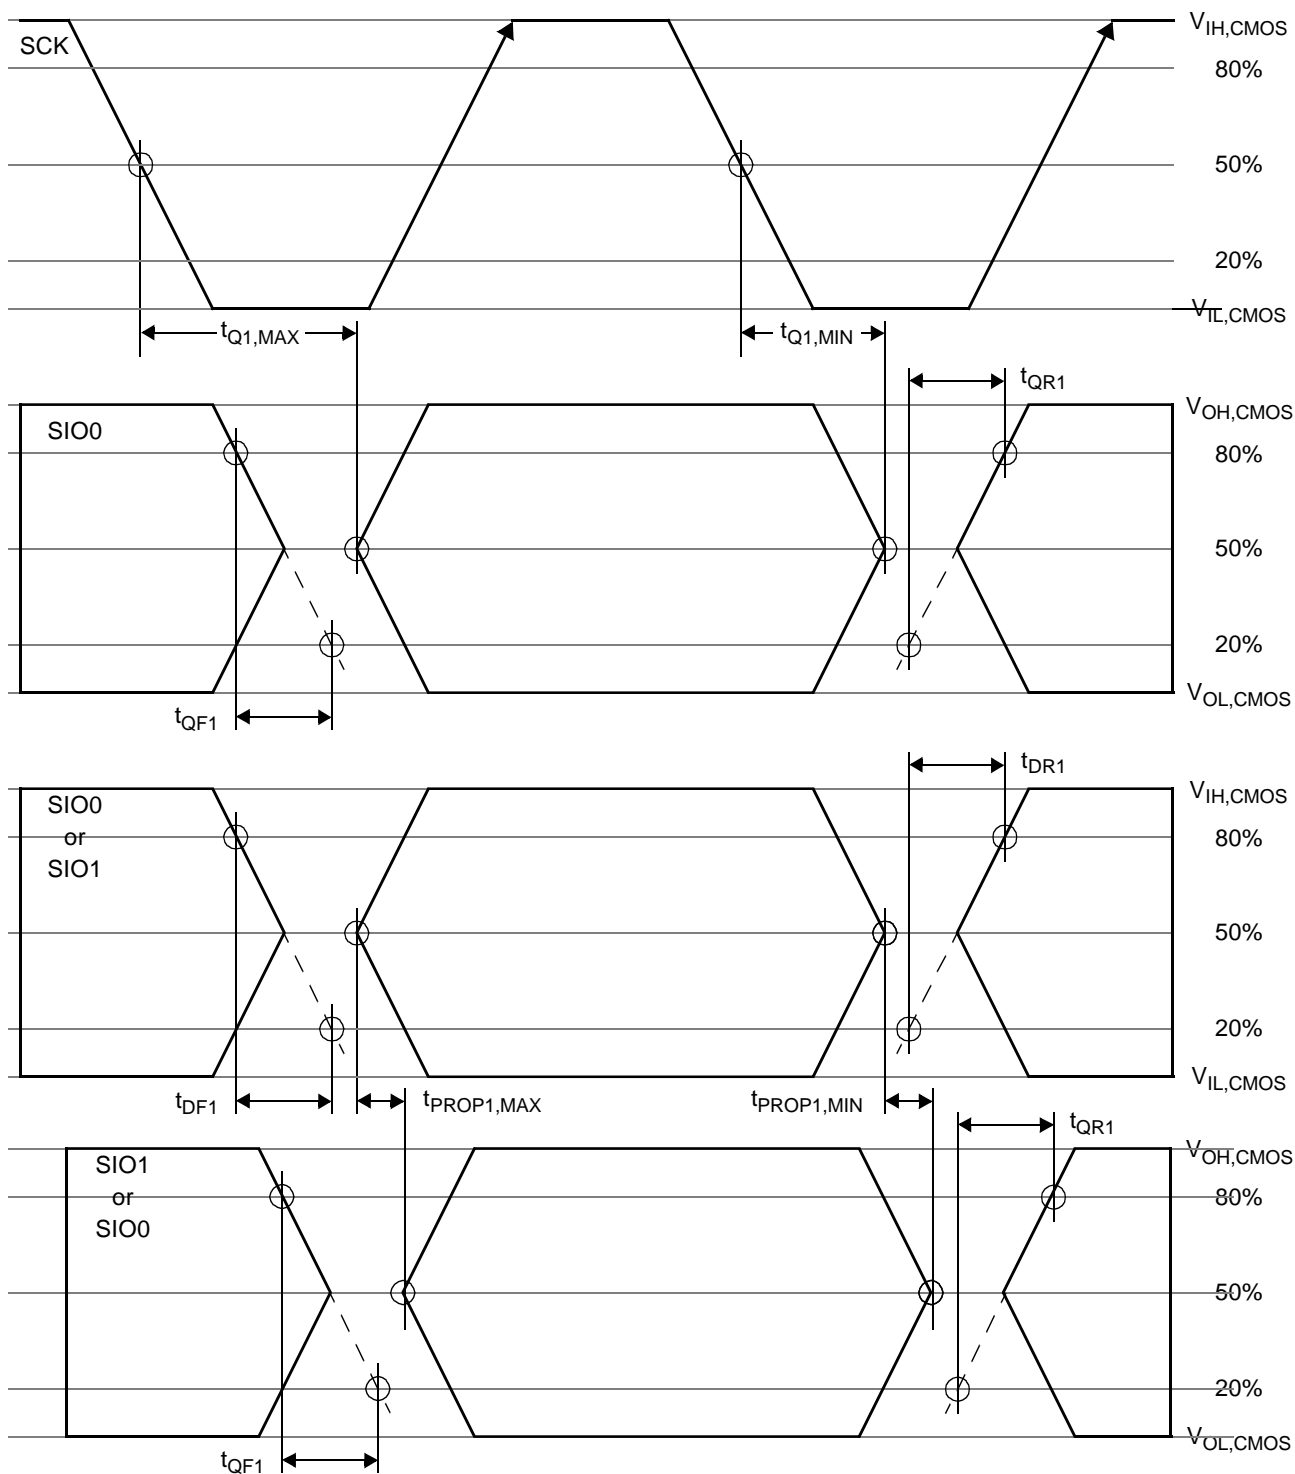 SCK
V_IH,CMOS
80%
50%
20%
V_IL,CMOS
t_Q1,MAX
t_Q1,MIN
t_QR1
SIO0
V_OH,CMOS
80%
50%
20%
V_OL,CMOS
t_QF1
t_DR1
SIO0
or
SIO1
V_IH,CMOS
80%
50%
20%
V_IL,CMOS
t_DF1
t_PROP1,MAX
t_PROP1,MIN
t_QR1
SIO1
or
SIO0
V_OH,CMOS
80%
50%
20%
V_OL,CMOS
t_QF1